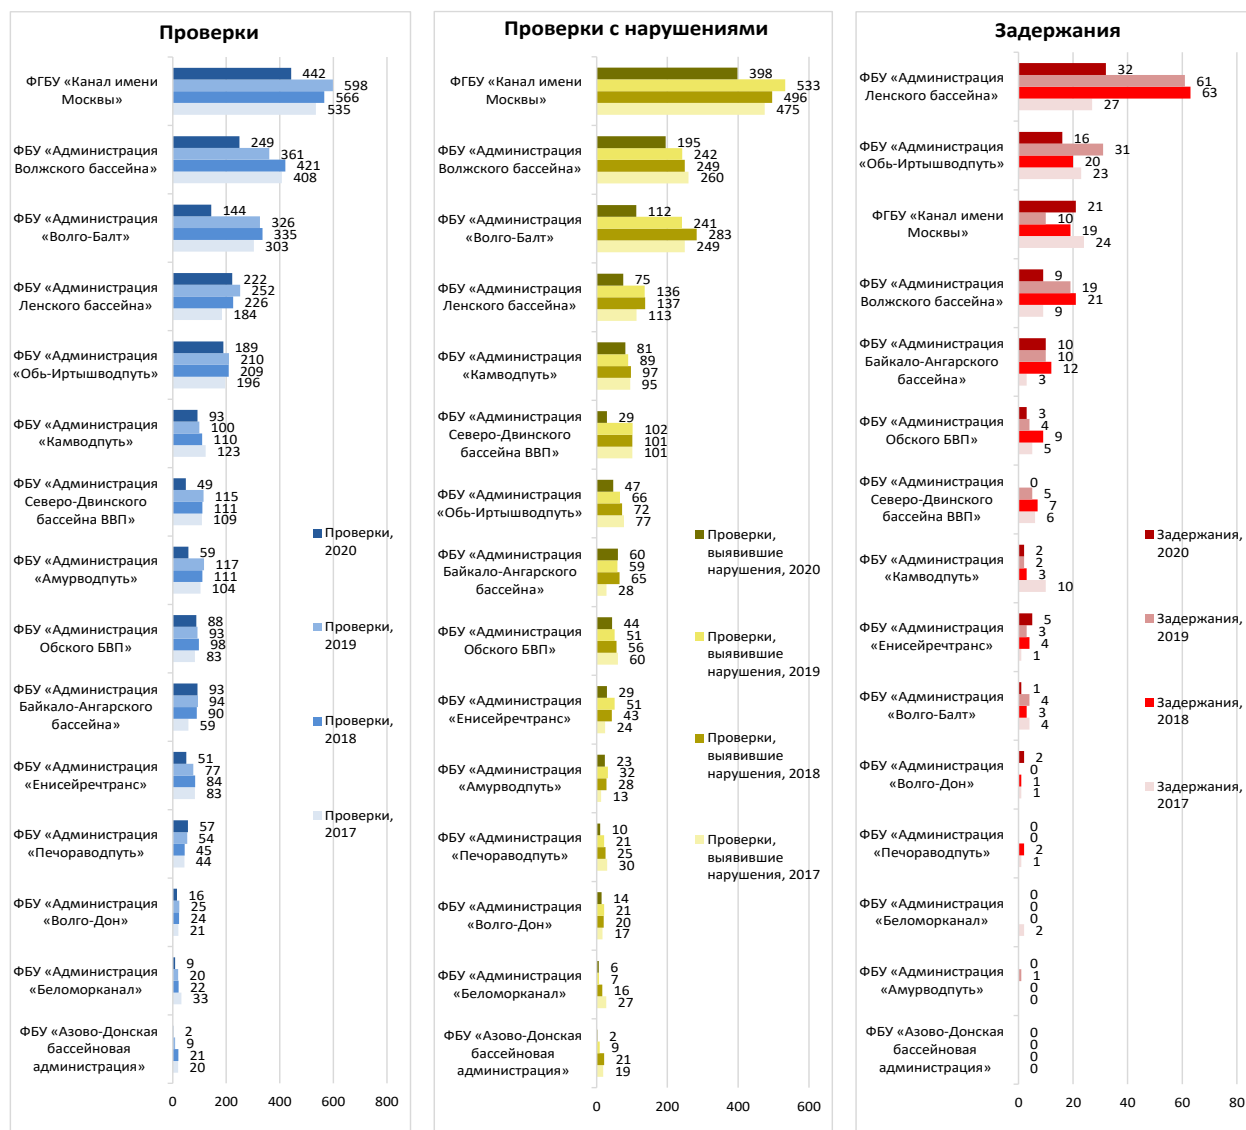 Проверки
ФГБУ «Канал имени
Москвы»
442
598
566
535
ФБУ «Администрация
Волжского бассейна»
249
361
421
408
ФБУ «Администрация
«Волго-Балт»
144
326
335
303
ФБУ «Администрация
Ленского бассейна»
222
252
226
184
ФБУ «Администрация
«Обь-Иртышводпуть»
189
210
209
196
ФБУ «Администрация
«Камводпуть»
93
100
110
123
ФБУ «Администрация
Северо-Двинского
бассейна ВВП»
49
115
111
109
ФБУ «Администрация
«Амурводпуть»
59
117
111
104
ФБУ «Администрация
Обского БВП»
88
93
98
83
ФБУ «Администрация
Байкало-Ангарского
бассейна»
93
94
90
59
ФБУ «Администрация
«Енисейречтранс»
51
77
84
83
ФБУ «Администрация
«Печораводпуть»
57
54
45
44
ФБУ «Администрация
«Волго-Дон»
16
25
24
21
ФБУ «Администрация
«Беломорканал»
9
20
22
33
ФБУ «Азово-Донская
бассейновая
администрация»
2
9
21
20
0 200 400 600 800
Проверки,
2020
Проверки,
2019
Проверки,
2018
Проверки,
2017
Проверки с нарушениями
ФГБУ «Канал имени
Москвы»
398
533
496
475
ФБУ «Администрация
Волжского бассейна»
195
242
249
260
ФБУ «Администрация
«Волго-Балт»
112
241
283
249
ФБУ «Администрация
Ленского бассейна»
75
136
137
113
ФБУ «Администрация
«Камводпуть»
81
89
97
95
ФБУ «Администрация
Северо-Двинского
бассейна ВВП»
29
102
101
101
ФБУ «Администрация
«Обь-Иртышводпуть»
47
66
72
77
ФБУ «Администрация
Байкало-Ангарского
бассейна»
60
59
65
28
ФБУ «Администрация
Обского БВП»
44
51
56
60
ФБУ «Администрация
«Енисейречтранс»
29
51
43
24
ФБУ «Администрация
«Амурводпуть»
23
32
28
13
ФБУ «Администрация
«Печораводпуть»
10
21
25
30
ФБУ «Администрация
«Волго-Дон»
14
21
20
17
ФБУ «Администрация
«Беломорканал»
6
7
16
27
ФБУ «Азово-Донская
бассейновая
администрация»
2
9
21
19
0 200 400 600 800
Проверки,
выявившие
нарушения, 2020
Проверки,
выявившие
нарушения, 2019
Проверки,
выявившие
нарушения, 2018
Проверки,
выявившие
нарушения, 2017
Задержания
ФБУ «Администрация
Ленского бассейна»
32
61
63
27
ФБУ «Администрация
«Обь-Иртышводпуть»
16
31
20
23
ФГБУ «Канал имени
Москвы»
21
10
19
24
ФБУ «Администрация
Волжского бассейна»
9
19
21
9
ФБУ «Администрация
Байкало-Ангарского
бассейна»
10
10
12
3
ФБУ «Администрация
Обского БВП»
3
4
9
5
ФБУ «Администрация
Северо-Двинского
бассейна ВВП»
0
5
7
6
ФБУ «Администрация
«Камводпуть»
2
2
3
10
ФБУ «Администрация
«Енисейречтранс»
5
3
4
1
ФБУ «Администрация
«Волго-Балт»
1
4
3
4
ФБУ «Администрация
«Волго-Дон»
2
0
1
1
ФБУ «Администрация
«Печораводпуть»
0
0
2
1
ФБУ «Администрация
«Беломорканал»
0
0
0
2
ФБУ «Администрация
«Амурводпуть»
0
1
0
0
ФБУ «Азово-Донская
бассейновая
администрация»
0
0
0
0
0 20 40 60 80
Задержания,
2020
Задержания,
2019
Задержания,
2018
Задержания,
2017